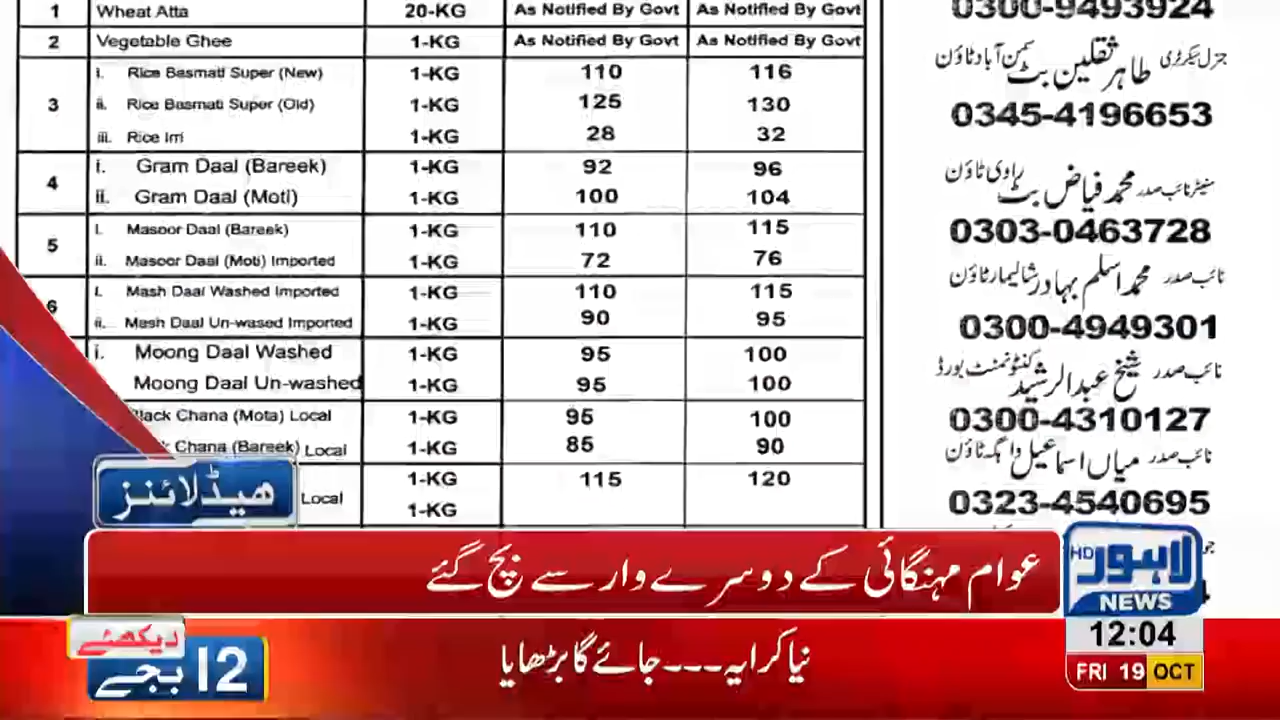 1 Wheat Atta 20-KG As Notified By Govt As Notified By Govt
2 Vegetable Ghee 1-KG As Notified By Govt As Notified By Govt
3
i. Rice Basmati Super (New) 1-KG 110 116
ii. Rice Basmati Super (Old) 1-KG 125 130
iii. Rice Irri 1-KG 28 32
4
i. Gram Daal (Bareek) 1-KG 92 96
ii. Gram Daal (Moti) 1-KG 100 104
5
i. Masoor Daal (Bareek) 1-KG 110 115
ii. Masoor Daal (Moti) Imported 1-KG 72 76
6
i. Mash Daal Washed Imported 1-KG 110 115
ii. Mash Daal Un-wased Imported 1-KG 90 95
i. Moong Daal Washed 1-KG 95 100
Moong Daal Un-washed 1-KG 95 100
Black Chana (Mota) Local 1-KG 95 100
Chana (Bareek) Local 1-KG 85 90
1-KG 115 120
Local 1-KG
0300-9493924
جنرل سیکرٹری طاہر ثقلین بٹ سمن آباد ٹاؤن
0345-4196653
سینئر نائب صدر محمد فیاض بٹ راوی ٹاؤن
0303-0463728
نائب صدر محمد اسلم بہادر شالیمار ٹاؤن
0300-4949301
نائب صدر شیخ عبدالرشید کنٹونمنٹ بورڈ
0300-4310127
نائب صدر میاں اسماعیل واہگہ ٹاؤن
0323-4540695
ہیڈلائنز
عوام مہنگائی کے دوسرے وار سے بچ گئے
HD لاہور
NEWS
12:04
FRI 19 OCT
دیکھئے
12 بجے
نیا کرایہ۔۔۔جائے گا بڑھایا